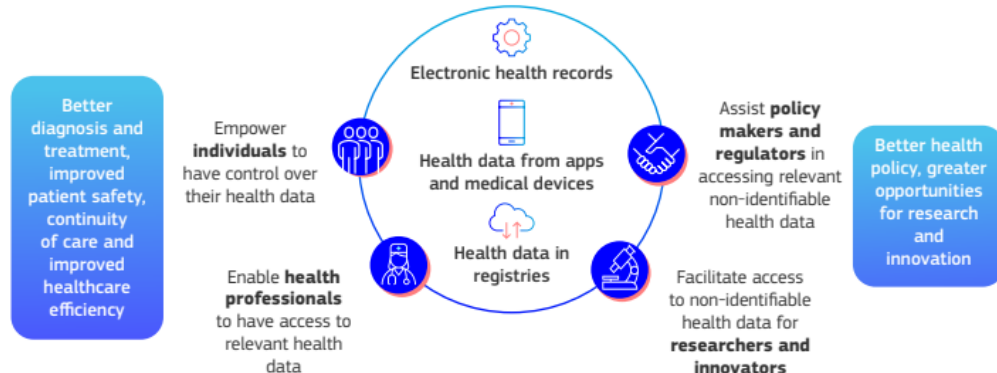 Better
diagnosis and
treatment,
improved
patient safety,
continuity
of care and
improved
healthcare
efficiency
Empower
individuals to
have control over
their health data
Enable health
professionals
to have access to
relevant health
data
Electronic health records
Health data from apps
and medical devices
Health data in
registries
Assist policy
makers and
regulators in
accessing relevant
non-identifiable
health data
Facilitate access
to non-identifiable
health data for
researchers and
innovators
Better health
policy, greater
opportunities
for research
and
innovation